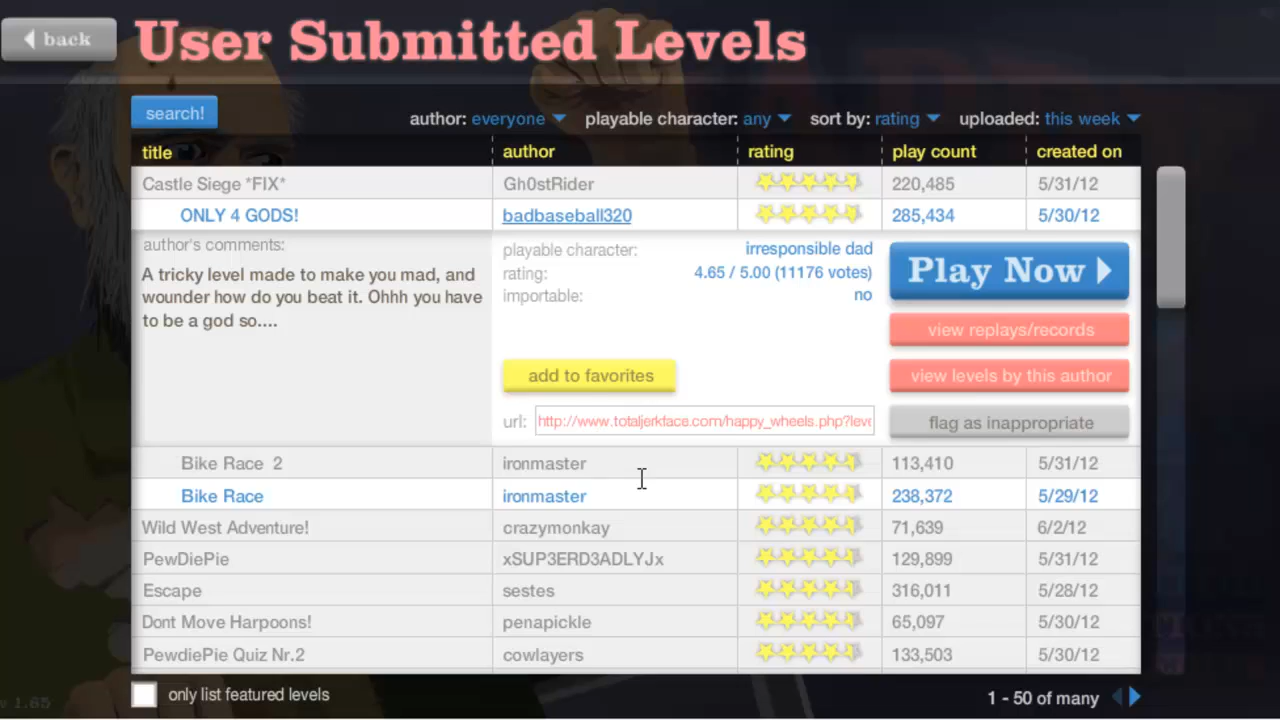 back
User Submitted Levels
search!
author: everyone playable character: any sort by: rating uploaded: this week
title author rating play count created on
Castle Siege *FIX* Gh0stRider 220,485 5/31/12
ONLY 4 GODS! badbaseball320 285,434 5/30/12
author's comments:
A tricky level made to make you mad, and
wounder how do you beat it. Ohhh you have
to be a god so....
playable character: irresponsible dad
rating: 4.65 / 5.00 (11176 votes)
importable: no
add to favorites
url: http://www.totaljerkface.com/happy_wheels.php?leve
Play Now
view replays/records
view levels by this author
flag as inappropriate
Bike Race 2 ironmaster 113,410 5/31/12
Bike Race ironmaster 238,372 5/29/12
Wild West Adventure! crazymonkay 71,639 6/2/12
PewDiePie xSUP3ERD3ADLYJx 129,899 5/31/12
Escape sestes 316,011 5/28/12
Dont Move Harpoons! penapickle 65,097 5/30/12
PewdiePie Quiz Nr.2 cowlayers 133,503 5/30/12
only list featured levels
1 - 50 of many
v 1.65